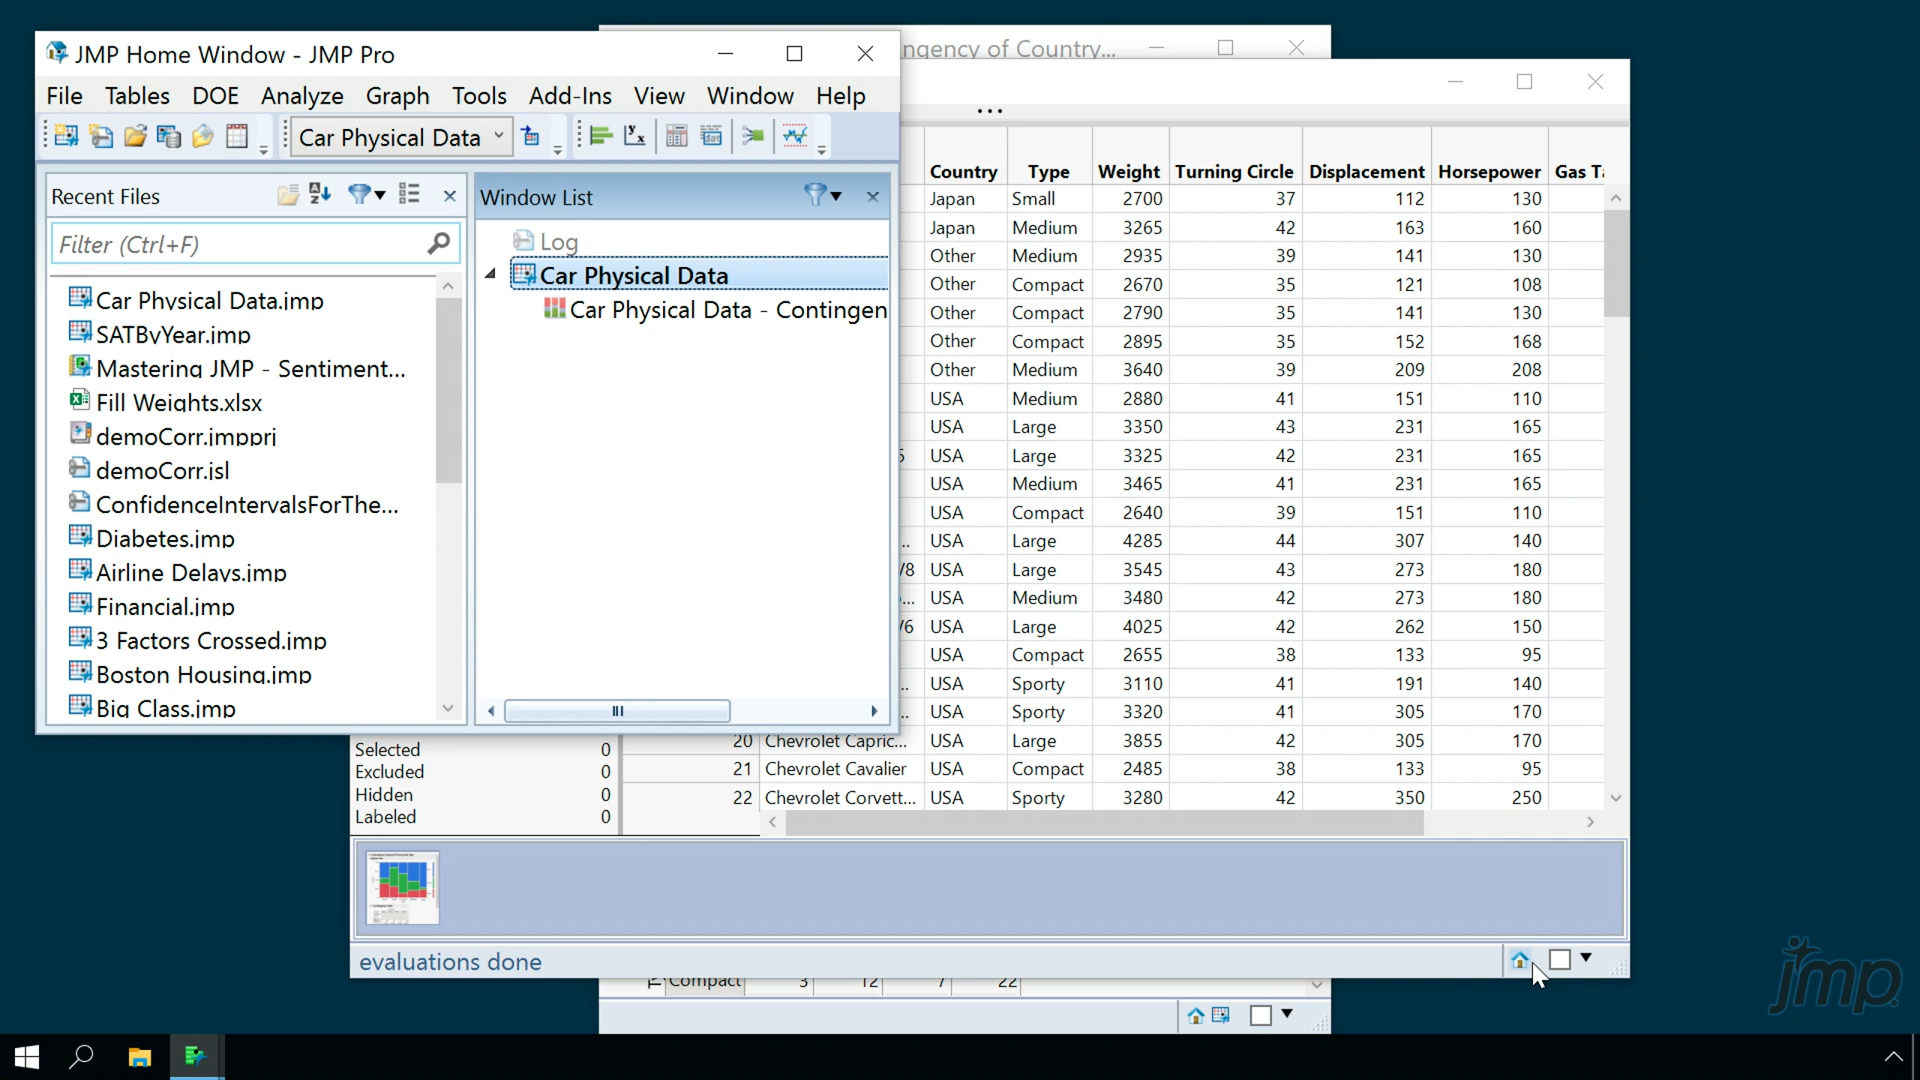 JMP Home Window - JMP Pro
ngency of Country...
File Tables DOE Analyze Graph Tools Add-Ins View Window Help
Car Physical Data
Recent Files
Filter (Ctrl+F)
Car Physical Data.jmp
SATByYear.jmp
Mastering JMP - Sentiment...
Fill Weights.xlsx
demoCorr.jmpprj
demoCorr.jsl
ConfidenceIntervalsForThe...
Diabetes.jmp
Airline Delays.jmp
Financial.jmp
3 Factors Crossed.jmp
Boston Housing.jmp
Big Class.jmp
Window List
Log
Car Physical Data
Car Physical Data - Contingen
Country Type Weight Turning Circle Displacement Horsepower Gas Ta
Japan Small 2700 37 112 130
Japan Medium 3265 42 163 160
Other Medium 2935 39 141 130
Other Compact 2670 35 121 108
Other Compact 2790 35 141 130
Other Compact 2895 35 152 168
Other Medium 3640 39 209 208
USA Medium 2880 41 151 110
USA Large 3350 43 231 165
USA Large 3325 42 231 165
USA Medium 3465 41 231 165
USA Compact 2640 39 151 110
.. USA Large 4285 44 307 140
/8 USA Large 3545 43 273 180
... USA Medium 3480 42 273 180
/6 USA Large 4025 42 262 150
USA Compact 2655 38 133 95
.. USA Sporty 3110 41 191 140
.. USA Sporty 3320 41 305 170
20 Chevrolet Capric... USA Large 3855 42 305 170
21 Chevrolet Cavalier USA Compact 2485 38 133 95
22 Chevrolet Corvett... USA Sporty 3280 42 350 250
Selected 0
Excluded 0
Hidden 0
Labeled 0
evaluations done
Compact 3 12 7 22
jmp